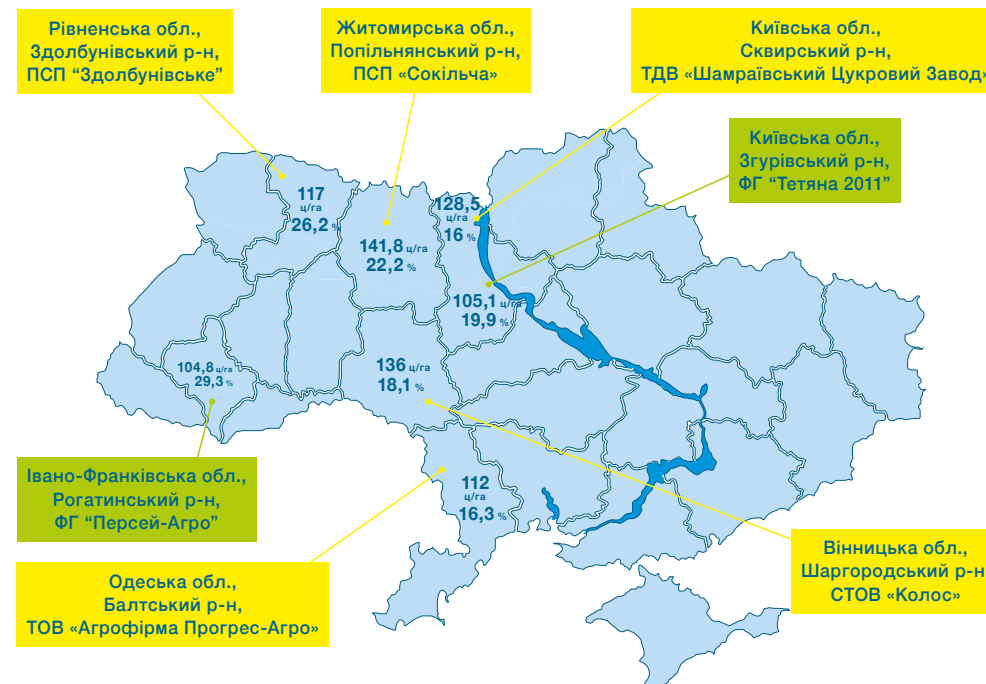 Рівненська обл.,
Здолбунівський р-н,
ПСП “Здолбунівське”
Житомирська обл.,
Попільнянський р-н,
ПСП «Сокільча»
Київська обл.,
Сквирський р-н,
ТДВ «Шамраївський Цукровий Завод»
Київська обл.,
Згурівський р-н,
ФГ “Тетяна 2011”
117
ц/га
26,2 %
141,8 ц/га
22,2 %
128,5
ц/га
16 %
105,1 ц/га
19,9 %
104,8 ц/га
29,3 %
136 ц/га
18,1 %
112
ц/га
16,3 %
Івано-Франківська обл.,
Рогатинський р-н,
ФГ “Персей-Агро”
Одеська обл.,
Балтський р-н,
ТОВ «Агрофірма Прогрес-Агро»
Вінницька обл.,
Шаргородський р-н
СТОВ «Колос»